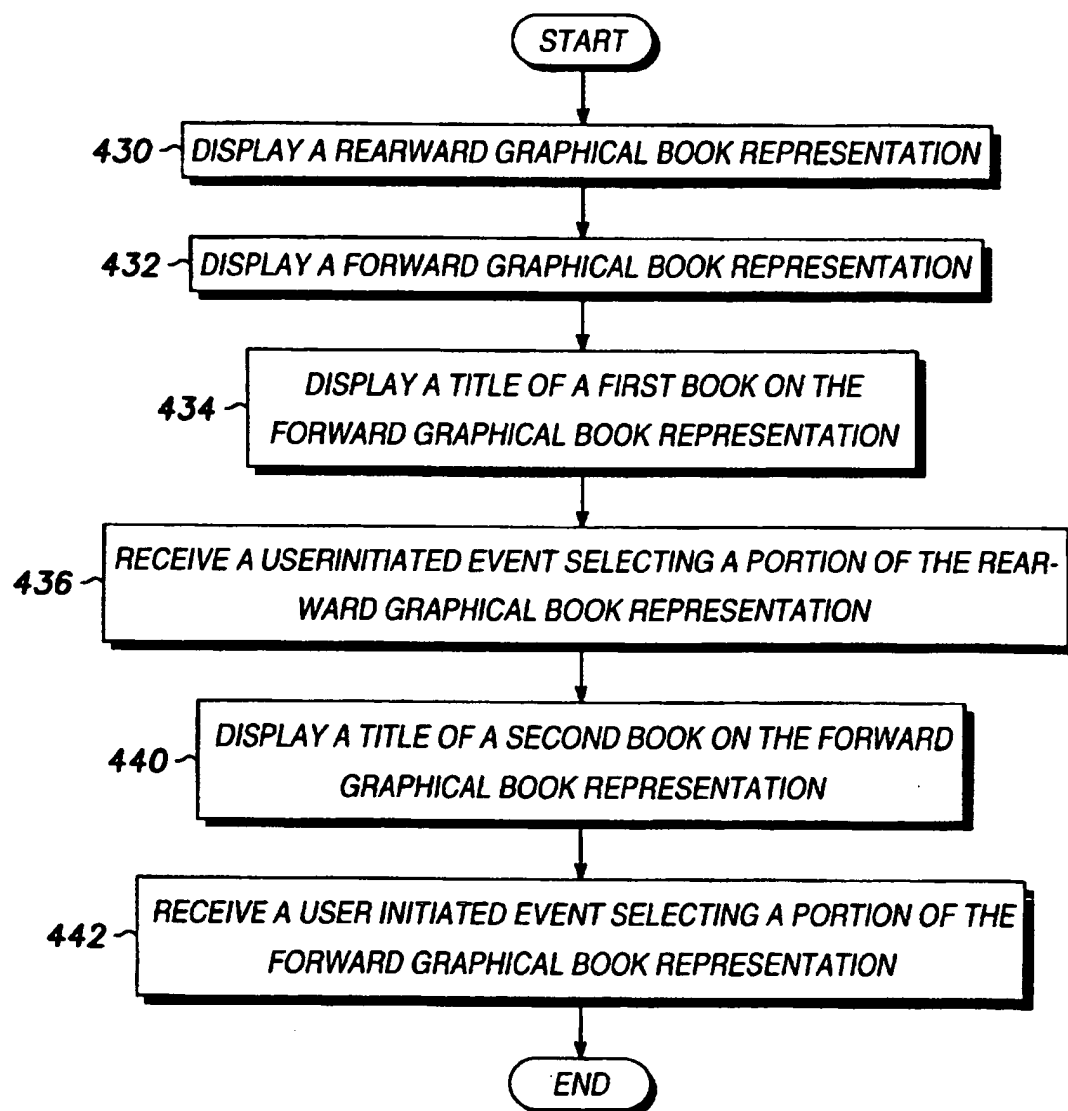 START
430 DISPLAY A REARWARD GRAPHICAL BOOK REPRESENTATION
432 DISPLAY A FORWARD GRAPHICAL BOOK REPRESENTATION
DISPLAY A TITLE OF A FIRST BOOK ON THE
434
FORWARD GRAPHICAL BOOK REPRESENTATION
RECEIVE A USERINITIATED EVENT SELECTING A PORTION OF THE REAR-
436
WARD GRAPHICAL BOOK REPRESENTATION
DISPLAY A TITLE OF A SECOND BOOK ON THE FORWARD
440
GRAPHICAL BOOK REPRESENTATION
RECEIVE A USER INITIATED EVENT SELECTING A PORTION OF THE
442
FORWARD GRAPHICAL BOOK REPRESENTATION
END